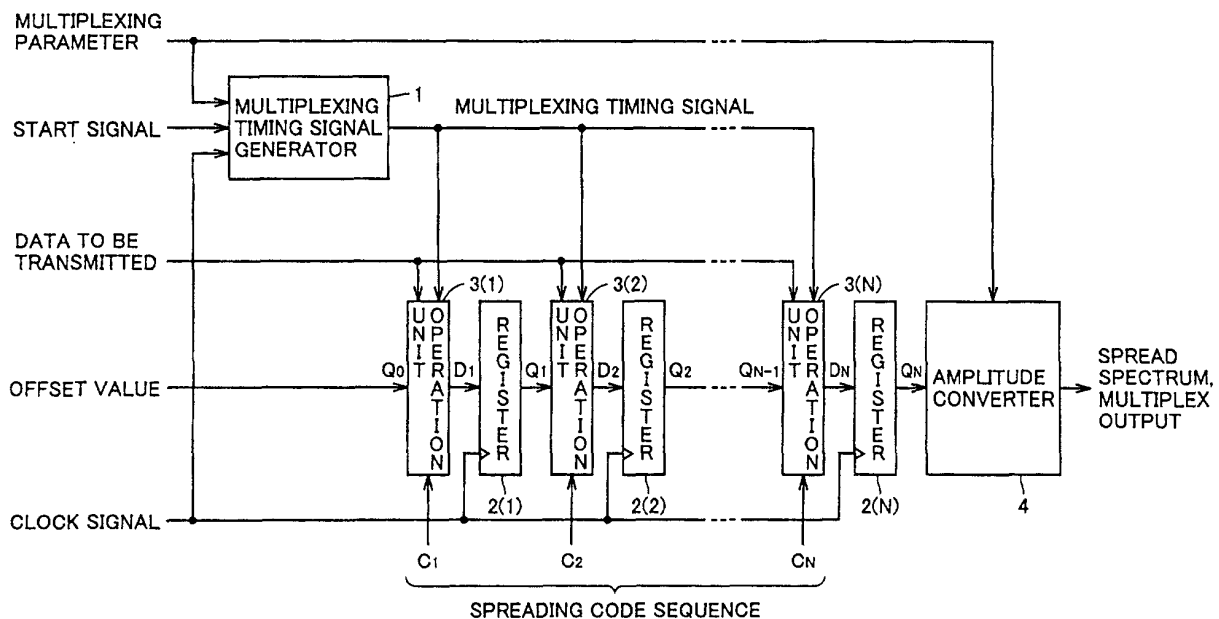 MULTIPLEXING
PARAMETER
1
MULTIPLEXING
TIMING SIGNAL
GENERATOR
MULTIPLEXING TIMING SIGNAL
START SIGNAL
DATA TO BE
TRANSMITTED
3(1)
3(2)
3(N)
OPERATION
UNIT
REGISTER
OPERATION
UNIT
REGISTER
OPERATION
UNIT
REGISTER
OFFSET VALUE
Q0
D1
Q1
D2
Q2
QN-1
DN
QN
AMPLITUDE
CONVERTER
SPREAD
SPECTRUM,
MULTIPLEX
OUTPUT
2(1)
2(2)
2(N)
4
CLOCK SIGNAL
C1
C2
CN
SPREADING CODE SEQUENCE